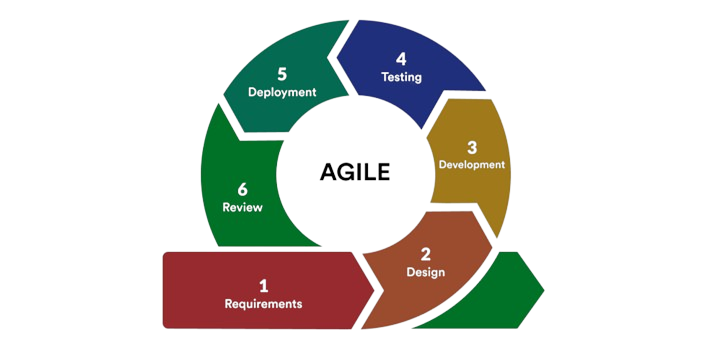 1
Requirements
2
Design
3
Development
4
Testing
5
Deployment
6
Review
AGILE